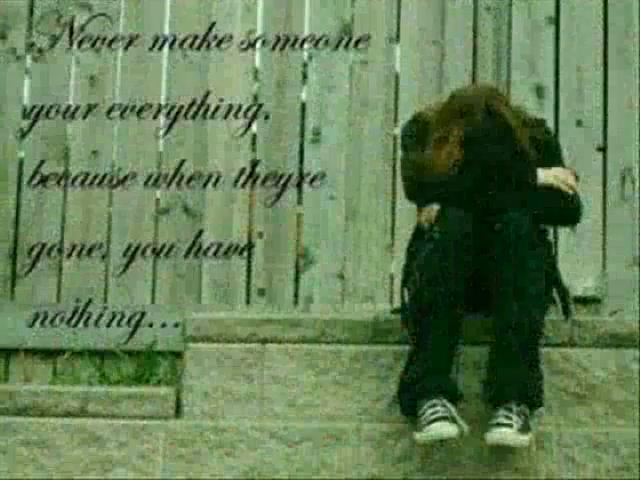 Never make someone
your everything,
because when they're
gone, you have
nothing...